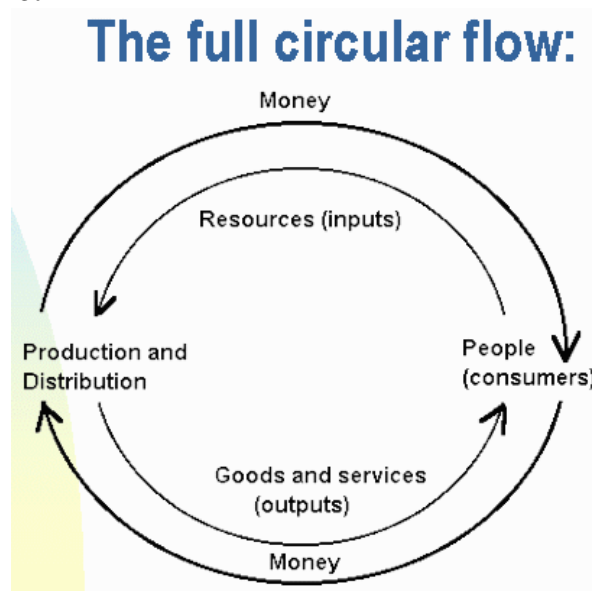 The full circular flow:
Money
Resources (inputs)
Production and
Distribution
People
(consumers)
Goods and services
(outputs)
Money